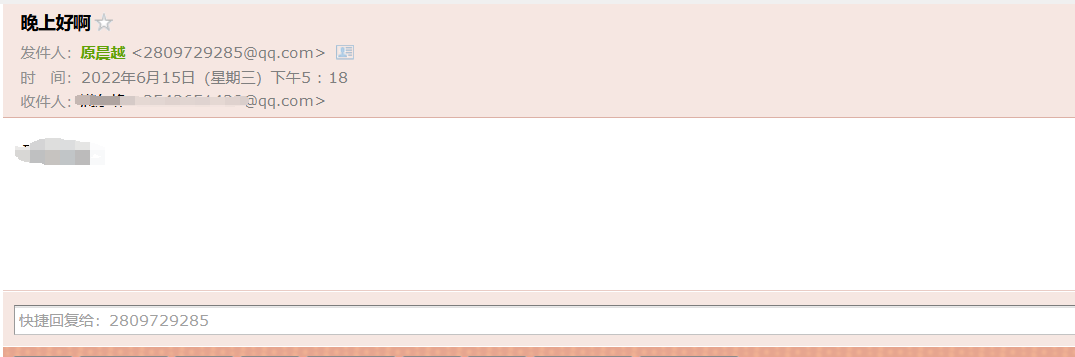 晚上好啊
发件人：原晨越 <2809729285@qq.com>
时 间：2022年6月15日（星期三）下午5：18
收件人：@qq.com>
快捷回复给：2809729285